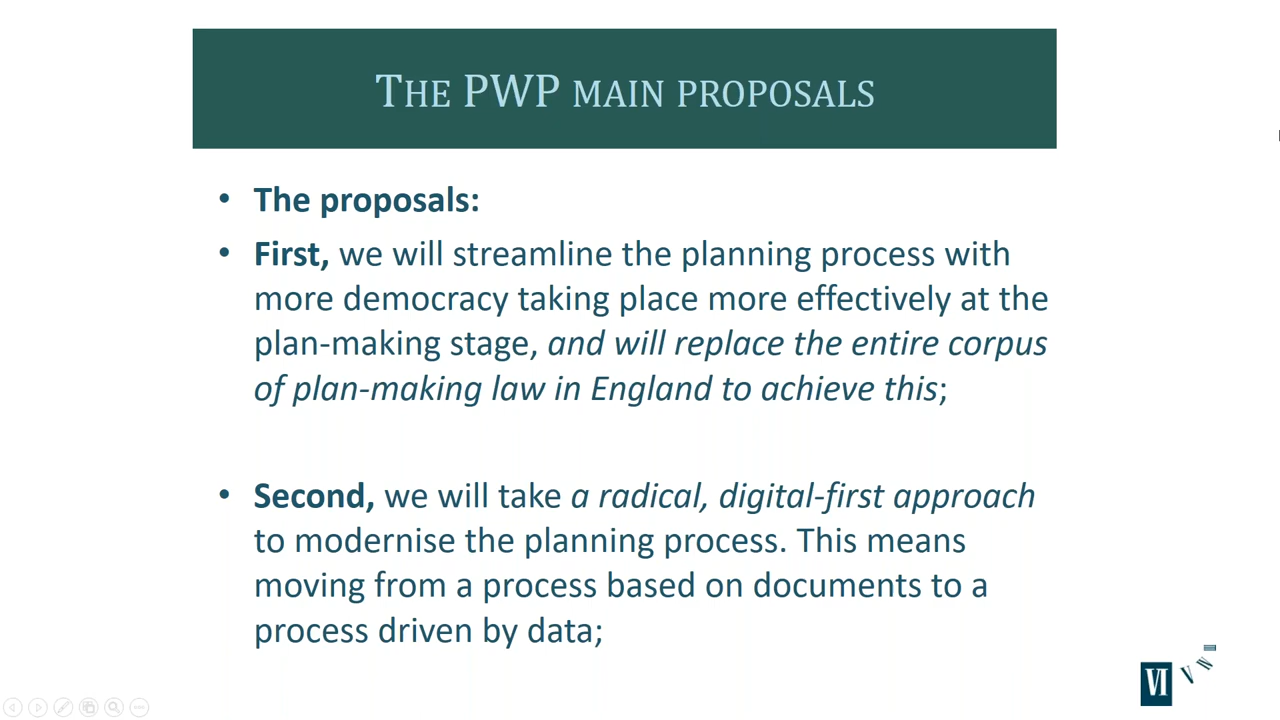 THE PWP MAIN PROPOSALS
• The proposals:
• First, we will streamline the planning process with
more democracy taking place more effectively at the
plan-making stage, and will replace the entire corpus
of plan-making law in England to achieve this;
• Second, we will take a radical, digital-first approach
to modernise the planning process. This means
moving from a process based on documents to a
process driven by data;
VI V W